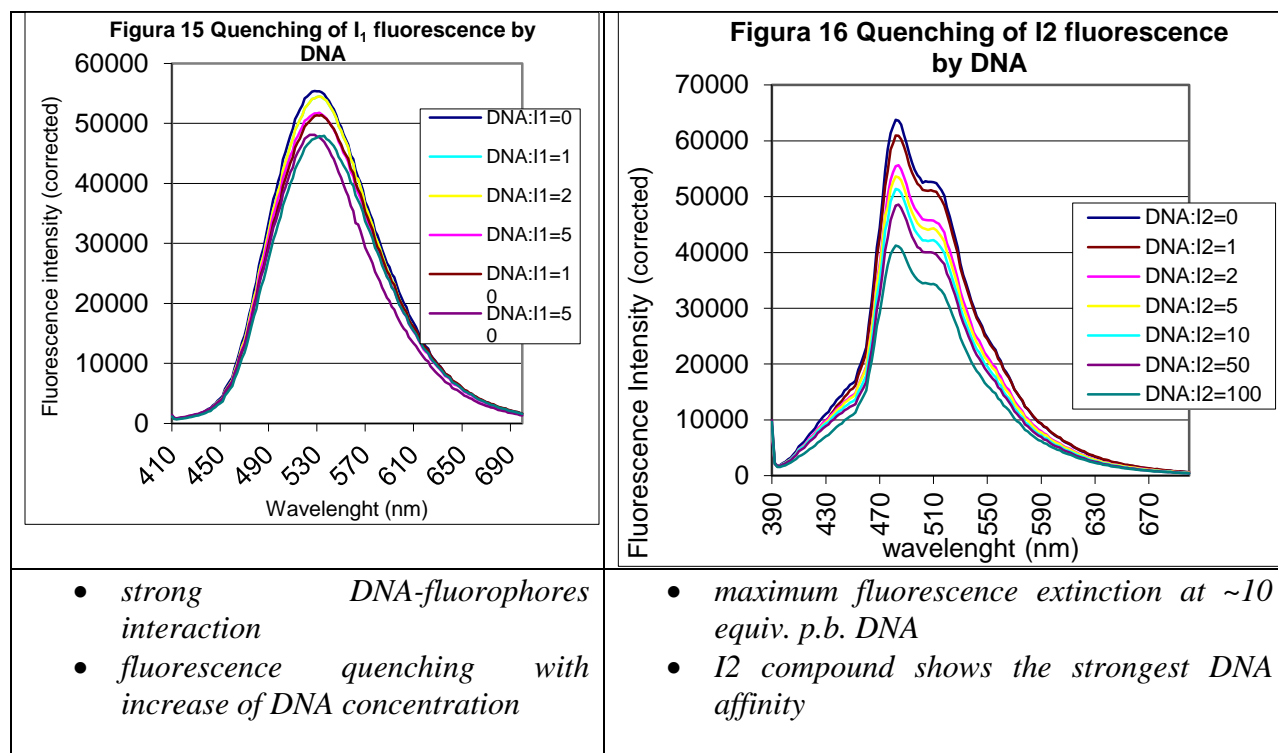 Figura 15 Quenching of I1 fluorescence by
DNA
Fluorescence intensity (corrected)
60000
50000
40000
30000
20000
10000
0
410
450
490
530
570
610
650
690
Wavelenght (nm)
DNA:I1=0
DNA:I1=1
DNA:I1=2
DNA:I1=5
DNA:I1=1
0
DNA:I1=5
0
Figura 16 Quenching of I2 fluorescence
by DNA
Fluorescence Intensity (corrected)
70000
60000
50000
40000
30000
20000
10000
0
390
430
470
510
550
590
630
670
wavelenght (nm)
DNA:I2=0
DNA:I2=1
DNA:I2=2
DNA:I2=5
DNA:I2=10
DNA:I2=50
DNA:I2=100
• strong DNA-fluorophores
interaction
• fluorescence quenching with
increase of DNA concentration
• maximum fluorescence extinction at ~10
equiv. p.b. DNA
• I2 compound shows the strongest DNA
affinity